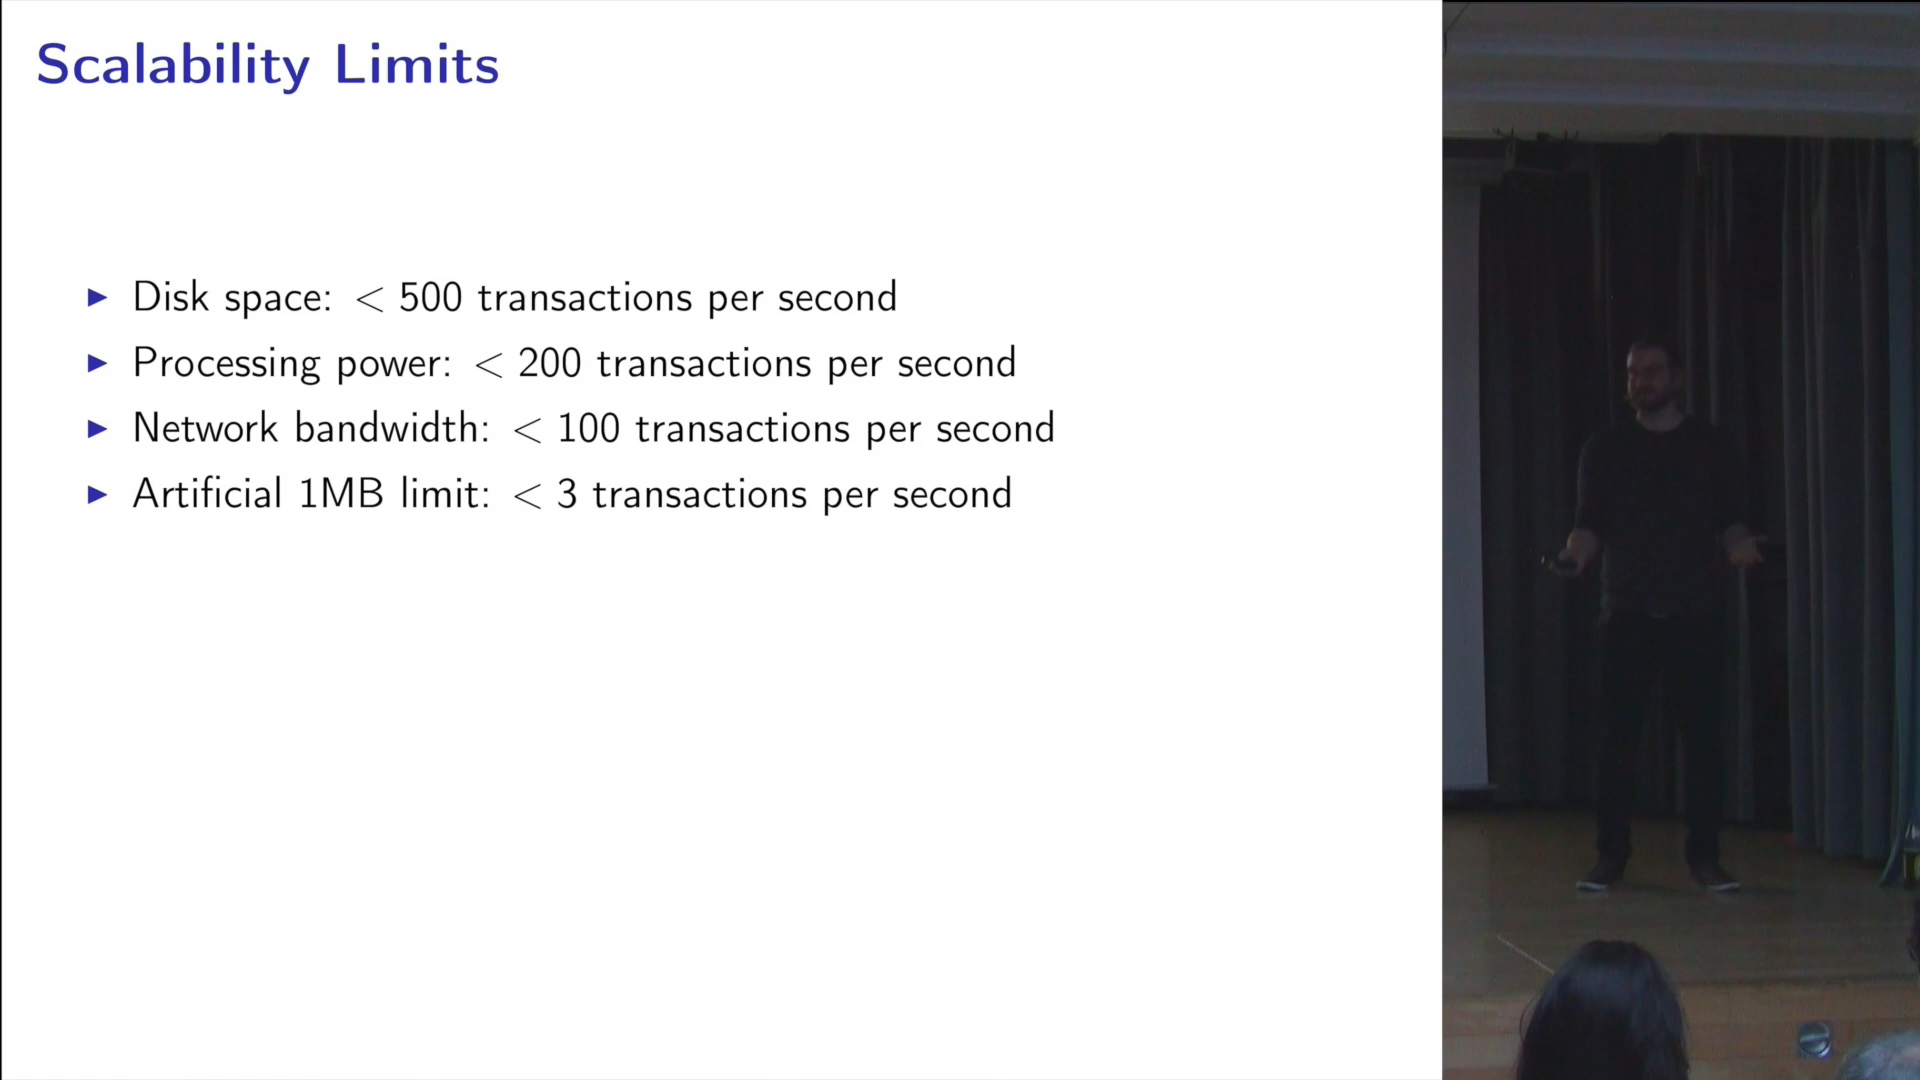 Scalability Limits
▶ Disk space: < 500 transactions per second
▶ Processing power: < 200 transactions per second
▶ Network bandwidth: < 100 transactions per second
▶ Artificial 1MB limit: < 3 transactions per second